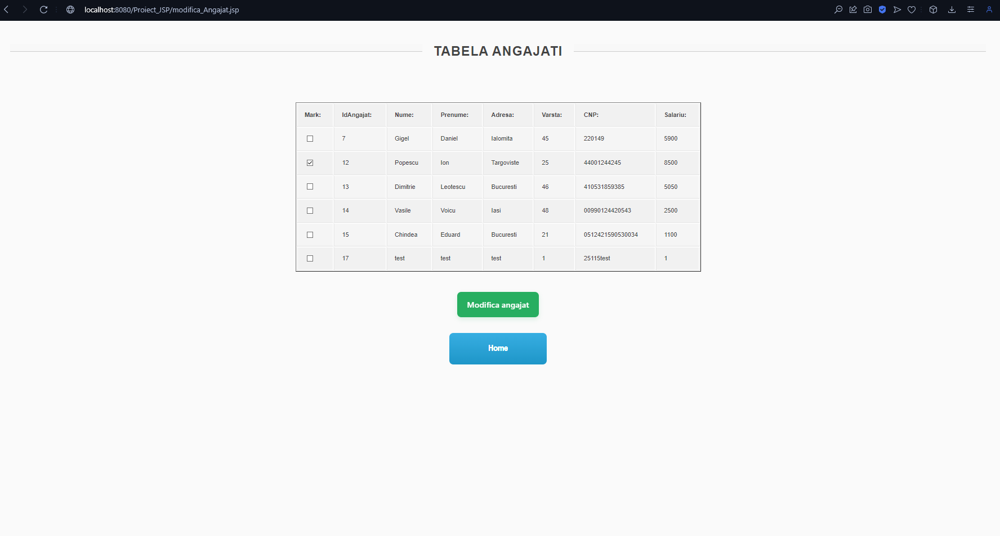 localhost:8080/Proiect_JSP/modifica_Angajat.jsp
TABELA ANGAJATI
Mark: IdAngajat: Nume: Prenume: Adresa: Varsta: CNP: Salariu:
7 Gigel Daniel Ialomita 45 220149 5900
12 Popescu Ion Targoviste 25 44001244245 8500
13 Dimitrie Leotescu Bucuresti 46 410531859385 5050
14 Vasile Voicu Iasi 48 00990124420543 2500
15 Chindea Eduard Bucuresti 21 0512421590530034 1100
17 test test test 1 25115test 1
Modifica angajat
Home